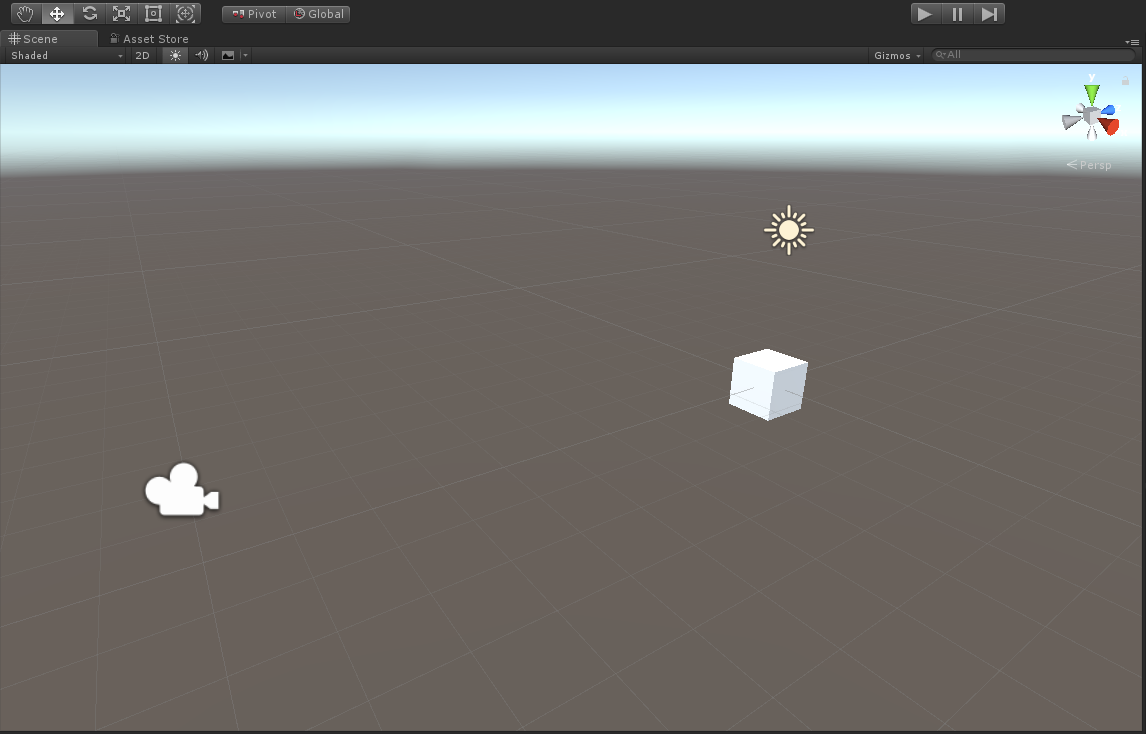 Pivot Global
Scene Asset Store
Shaded 2D Gizmos All
y
Persp